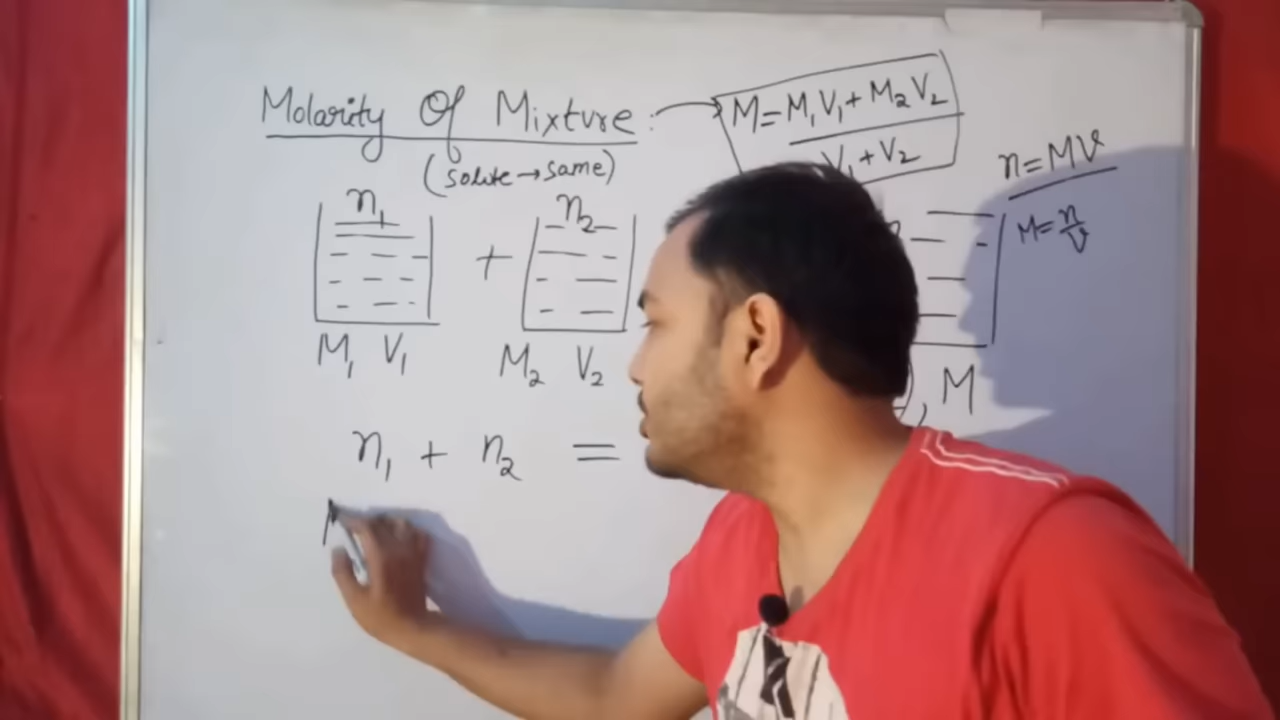 Molarity Of Mixture :
M = M₁V₁ + M₂V₂
V₁ + V₂
(solute → same)
n = MV
M = n/V
n₁
+
n₂
M₁ V₁
M₂ V₂
, M
n₁ + n₂ =